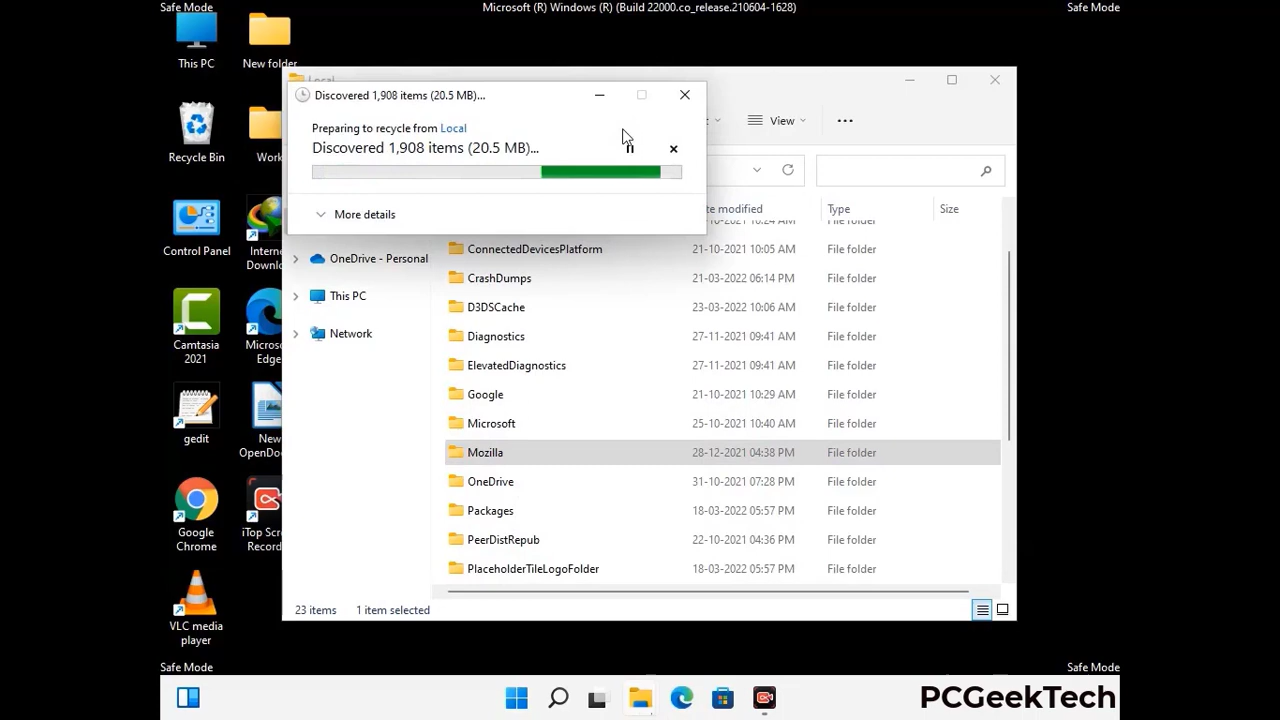 Safe Mode
Microsoft (R) Windows (R) (Build 22000.co_release.210604-1628)
Safe Mode
This PC
New folder
Recycle Bin
Work
Control Panel
Internet
Downlo
Camtasia
2021
Micros
Edge
gedit
New
OpenDoc
Google
Chrome
iTop Scr
Record
VLC media
player
Local
Discovered 1,908 items (20.5 MB)...
Preparing to recycle from Local
Discovered 1,908 items (20.5 MB)...
More details
View
te modified
Type
Size
File folder
OneDrive - Personal
This PC
Network
ConnectedDevicesPlatform 21-10-2021 10:05 AM File folder
CrashDumps 21-03-2022 06:14 PM File folder
D3DSCache 23-03-2022 10:06 AM File folder
Diagnostics 27-11-2021 09:41 AM File folder
ElevatedDiagnostics 27-11-2021 09:41 AM File folder
Google 21-10-2021 10:29 AM File folder
Microsoft 25-10-2021 10:40 AM File folder
Mozilla 28-12-2021 04:38 PM File folder
OneDrive 31-10-2021 07:28 PM File folder
Packages 18-03-2022 05:57 PM File folder
PeerDistRepub 22-10-2021 04:36 PM File folder
PlaceholderTileLogoFolder 18-03-2022 05:57 PM File folder
23 items 1 item selected
Safe Mode
Safe Mode
PCGeekTech